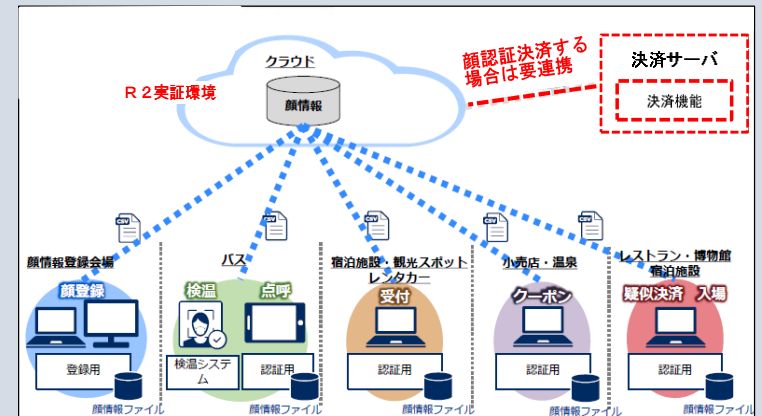 クラウド
顔情報
R2実証環境
顔認証決済する
場合は要連携
決済サーバ
決済機能
CSV
CSV
CSV
CSV
CSV
顔情報登録会場
バス
宿泊施設・観光スポット
レンタカー
小売店・温泉
レストラン・博物館
宿泊施設
顔登録
検温
点呼
受付
クーポン
疑似決済 入場
登録用
検温システ
ム
認証用
認証用
認証用
認証用
顔情報ファイル
顔情報ファイル
顔情報ファイル
顔情報ファイル
顔情報ファイル